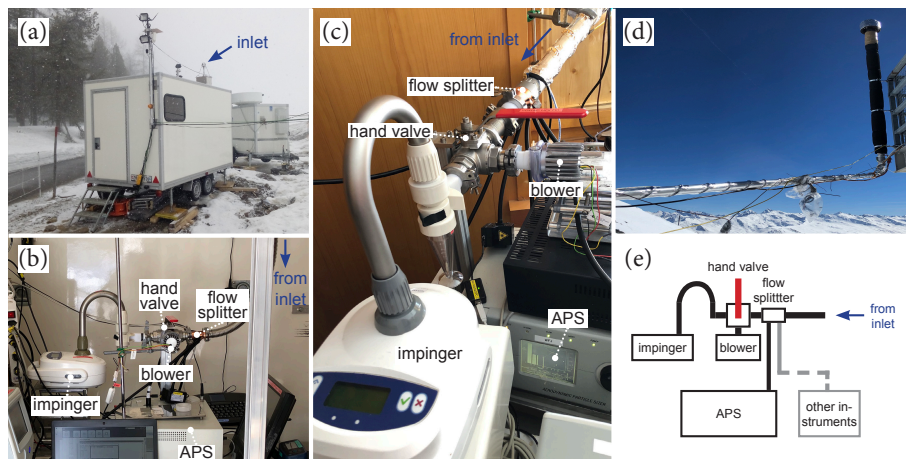 (a)
inlet
(b)
from
inlet
hand
valve
flow
splitter
blower
impinger
APS
(c)
from inlet
flow splitter
hand valve
blower
APS
impinger
(d)
(e)
hand valve
flow
splittter
from
inlet
impinger
blower
APS
other in-
struments